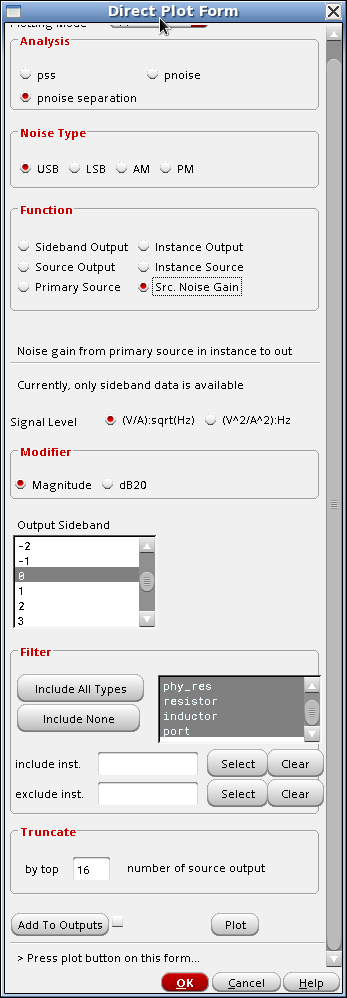 Direct Plot Form
Plotting Mode
Analysis
pss pnoise
pnoise separation
Noise Type
USB LSB AM PM
Function
Sideband Output Instance Output
Source Output Instance Source
Primary Source Src. Noise Gain
Noise gain from primary source in instance to out
Currently, only sideband data is available
Signal Level (V/A):sqrt(Hz) (V^2/A^2):Hz
Modifier
Magnitude dB20
Output Sideband
-2
-1
0
1
2
3
Filter
Include All Types
Include None
phy_res
resistor
inductor
port
include inst. Select Clear
exclude inst. Select Clear
Truncate
by top 16 number of source output
Add To Outputs Plot
> Press plot button on this form...
OK Cancel Help